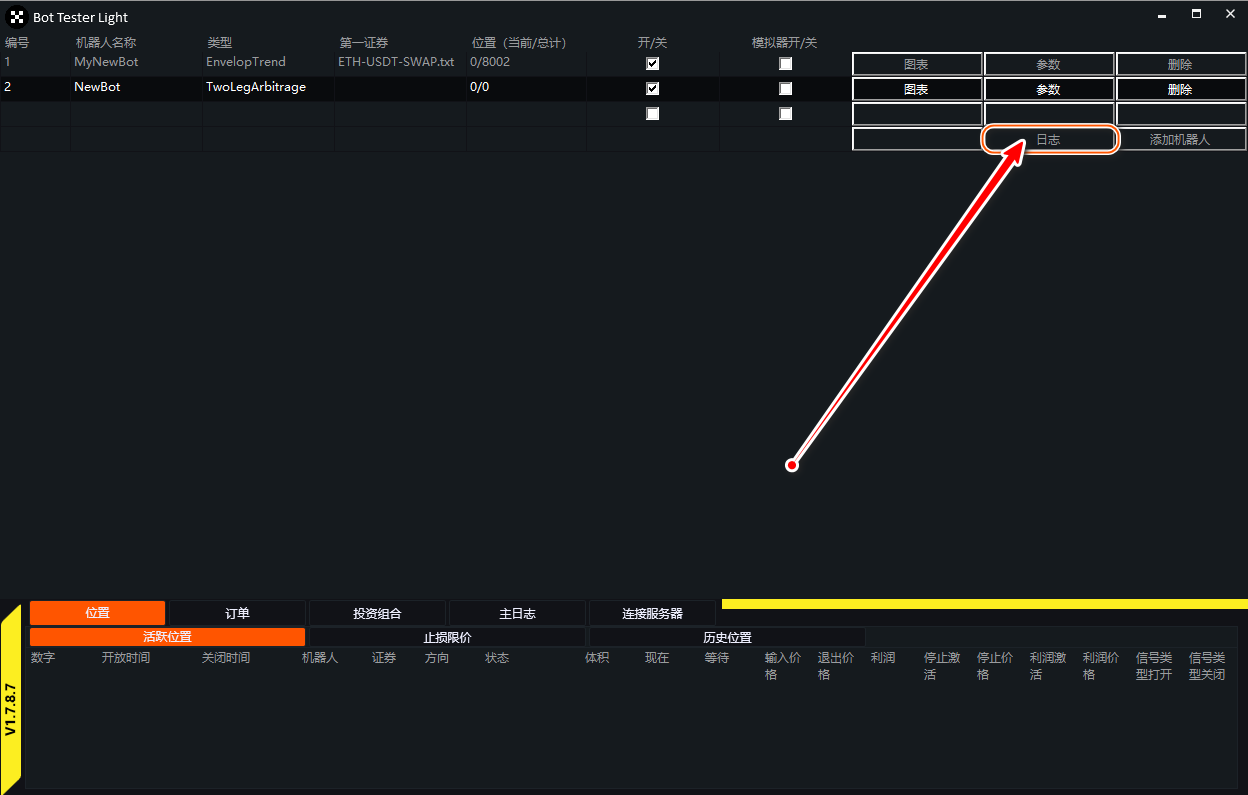 Bot Tester Light
编号 机器人名称 类型 第一证券 位置（当前/总计） 开/关 模拟器开/关
1 MyNewBot EnvelopTrend ETH-USDT-SWAP.txt 0/8002 图表 参数 删除
2 NewBot TwoLegArbitrage 0/0 图表 参数 删除
日志 添加机器人
位置 订单 投资组合 主日志 连接服务器
活跃位置 止损限价 历史位置
数字 开放时间 关闭时间 机器人 证券 方向 状态 体积 现在 等待 输入价格 退出价格 利润 停止激活 停止价格 利润激活 利润价格 信号类型打开 信号类型关闭
V1.7.8.7